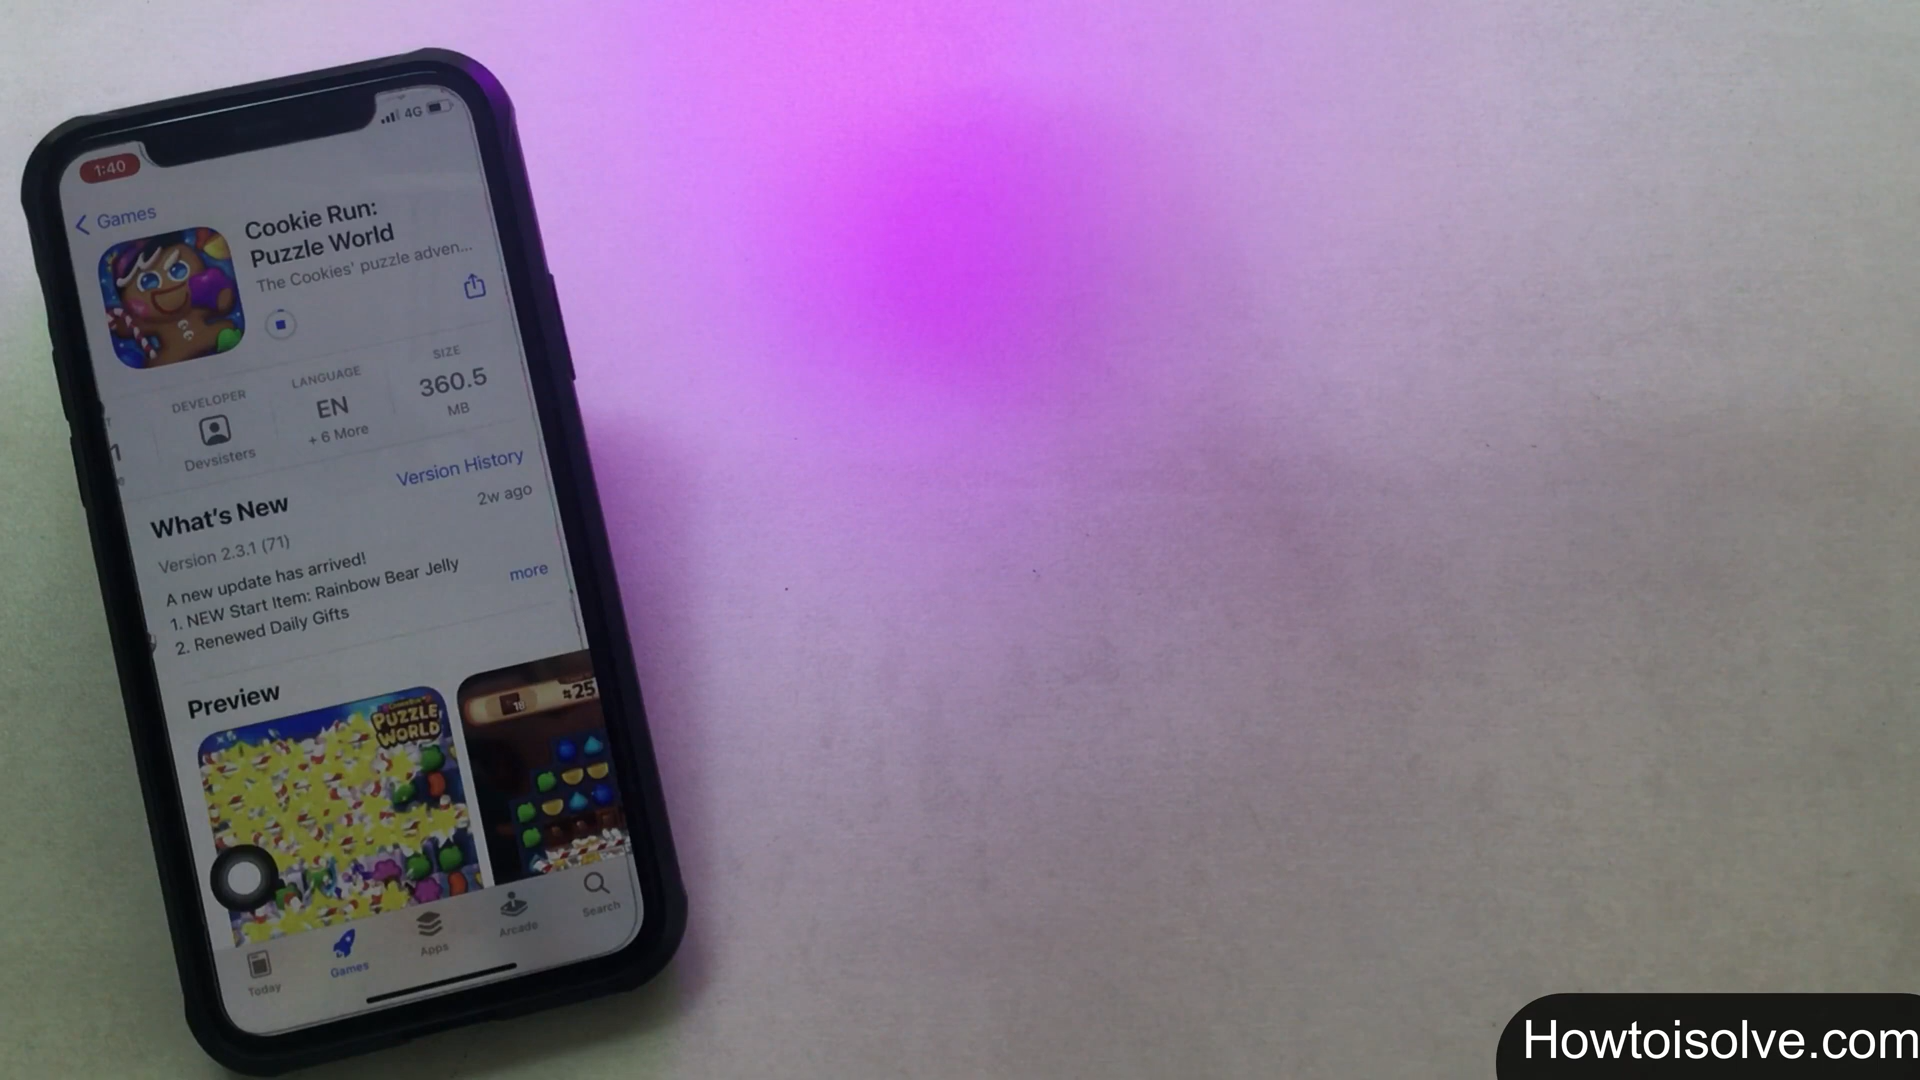 1:40
4G
Games
Cookie Run:
Puzzle World
The Cookies' puzzle adven...
DEVELOPER
Devsisters
LANGUAGE
EN
+ 6 More
SIZE
360.5
MB
What's New
Version History
Version 2.3.1 (71)
2w ago
A new update has arrived!
1. NEW Start Item: Rainbow Bear Jelly
2. Renewed Daily Gifts
more
Preview
PUZZLE
WORLD
18
25
Today
Games
Apps
Arcade
Search
Howtoisolve.com